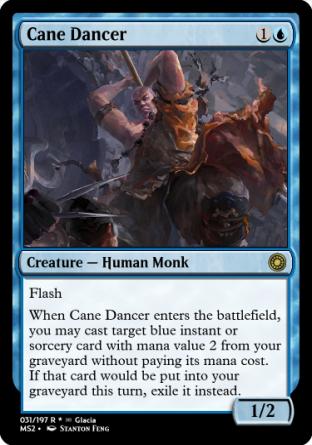 Cane Dancer 1
Creature — Human Monk
Flash
When Cane Dancer enters the battlefield,
you may cast target blue instant or
sorcery card with mana value 2 from your
graveyard without paying its mana cost.
If that card would be put into your
graveyard this turn, exile it instead.
1/2
031/197 R * Glacia
MS2 • Stanton Feng